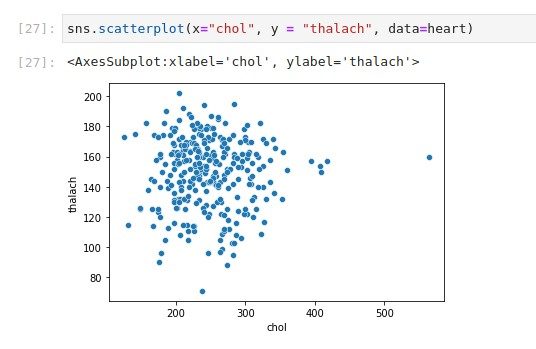 [27]: sns.scatterplot(x="chol", y = "thalach", data=heart)
[27]: <AxesSubplot:xlabel='chol', ylabel='thalach'>
200
180
160
140
120
100
80
thalach
200 300 400 500
chol